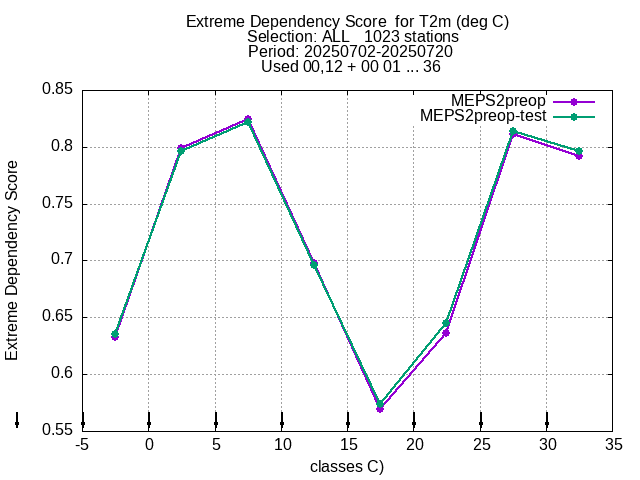 Extreme Dependency Score  for T2m (deg C)
Selection: ALL   1023 stations
Period: 20250702-20250720
Used 00,12 + 00 01 ... 36
MEPS2preop
MEPS2preop-test
Extreme Dependency Score
0.85
0.8
0.75
0.7
0.65
0.6
0.55
-5 0 5 10 15 20 25 30 35
classes C)